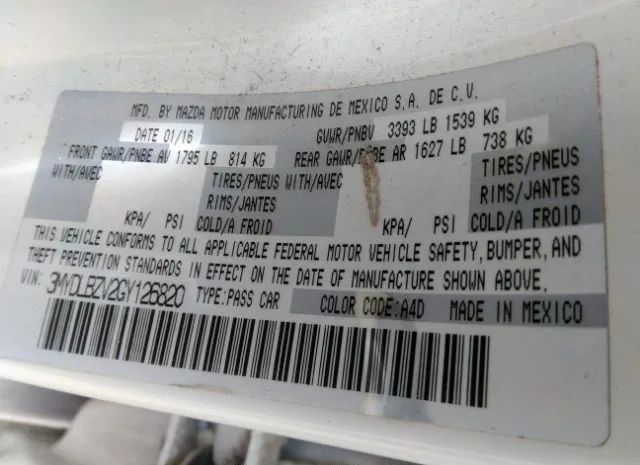 MFD. BY MAZDA MOTOR MANUFACTURING DE MEXICO S.A. DE C.V.
DATE 01/16 GVWR/PNBV 3393 LB 1539 KG
FRONT GAWR/PNBE AV 1795 LB 814 KG REAR GAWR/PNBE AR 1627 LB 738 KG
WITH/AVEC TIRES/PNEUS WITH/AVEC TIRES/PNEUS
RIMS/JANTES RIMS/JANTES
KPA/ PSI COLD/A FROID KPA/ PSI COLD/A FROID
THIS VEHICLE CONFORMS TO ALL APPLICABLE FEDERAL MOTOR VEHICLE SAFETY, BUMPER, AND
THEFT PREVENTION STANDARDS IN EFFECT ON THE DATE OF MANUFACTURE SHOWN ABOVE.
VIN: 3MYDLBZV2GY126820 TYPE:PASS CAR COLOR CODE:A4D MADE IN MEXICO